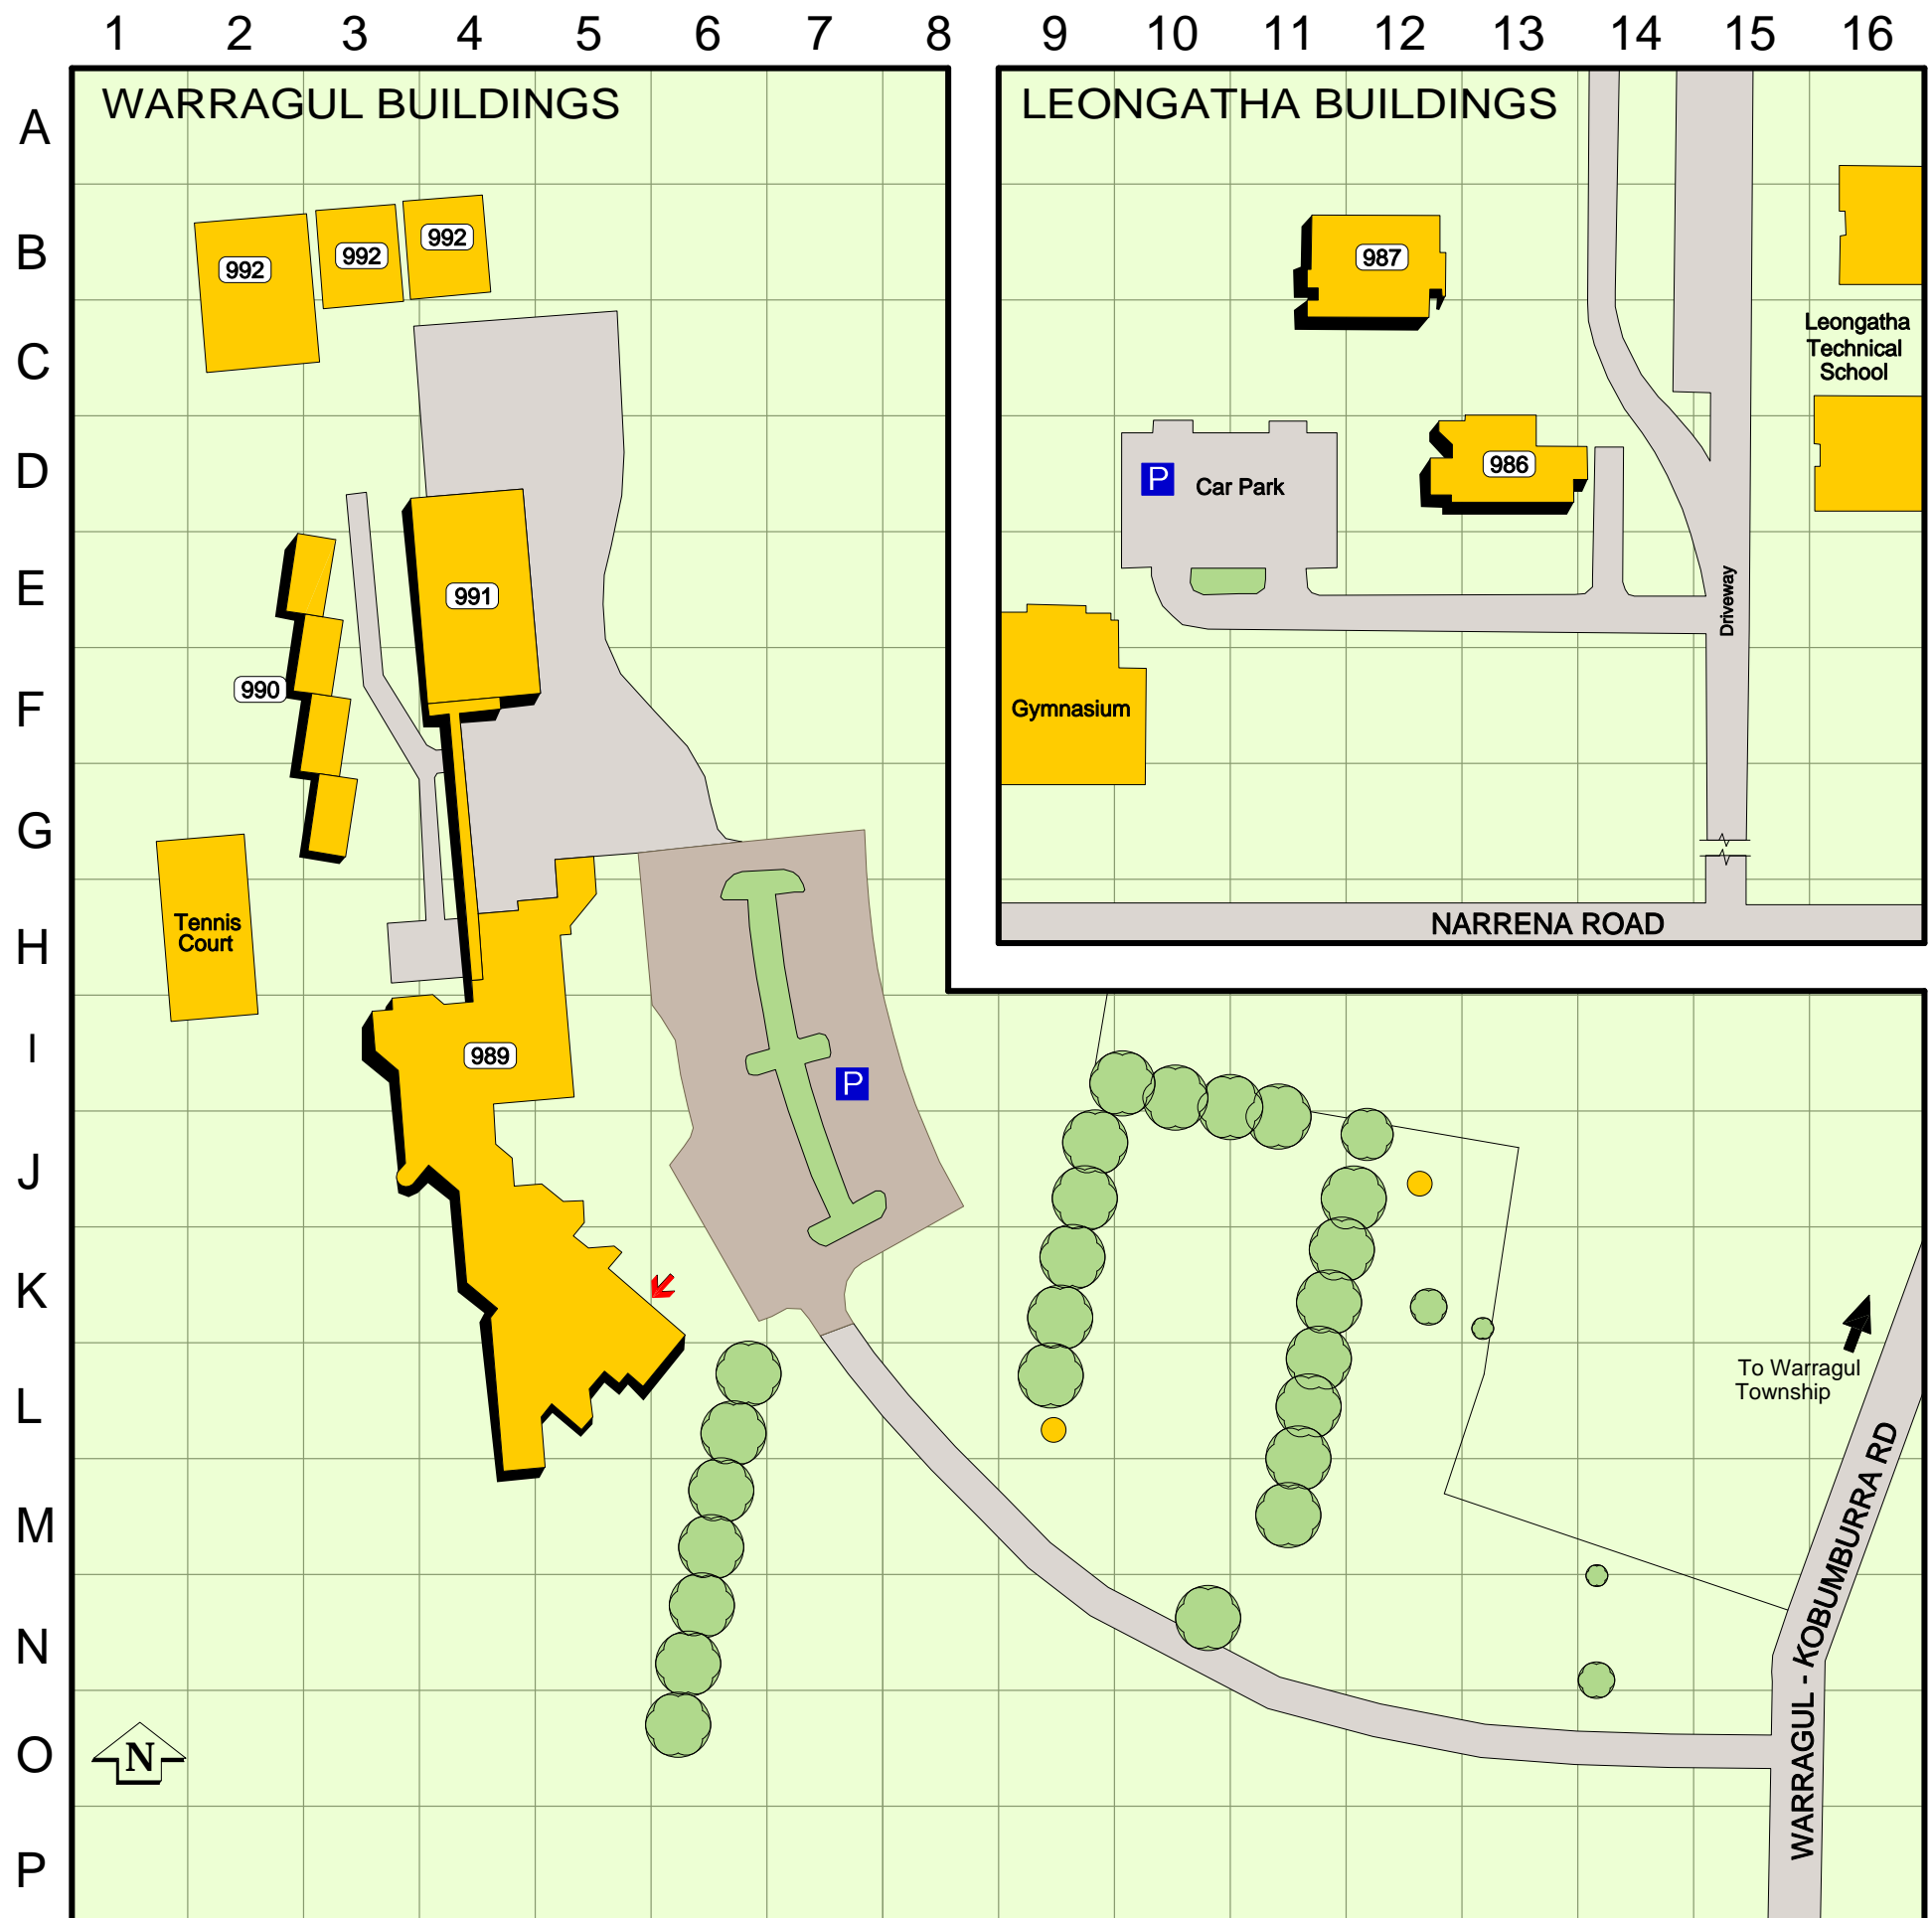 1 2 3 4 5 6 7 8 9 10 11 12 13 14 15 16
A
B
C
D
E
F
G
H
I
J
K
L
M
N
O
P
WARRAGUL BUILDINGS
992
992
992
991
990
Tennis
Court
989
P
N
LEONGATHA BUILDINGS
987
Leongatha
Technical
School
986
P
Car Park
Driveway
Gymnasium
NARRENA ROAD
To Warragul
Township
WARRAGUL - KOBUMBURRA RD